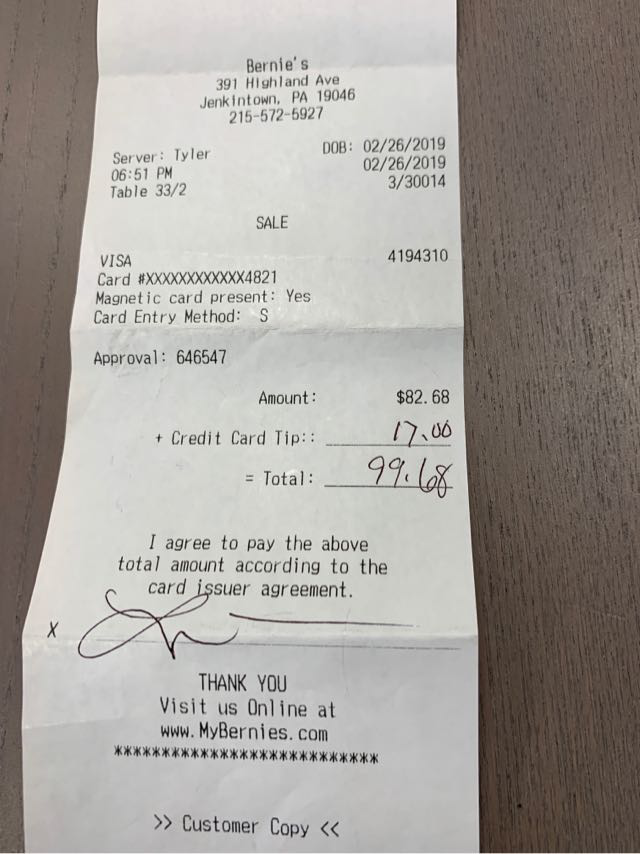 Bernie's
391 Highland Ave
Jenkintown, PA 19046
215-572-5927
Server: Tyler DOB: 02/26/2019
06:51 PM 02/26/2019
Table 33/2 3/30014
SALE
VISA 4194310
Card #XXXXXXXXXXXX4821
Magnetic card present: Yes
Card Entry Method: S
Approval: 646547
Amount: $82.68
+ Credit Card Tip:: 17.00
= Total: 99.68
I agree to pay the above
total amount according to the
card issuer agreement.
X
THANK YOU
Visit us Online at
www.MyBernies.com
***************************
>> Customer Copy <<